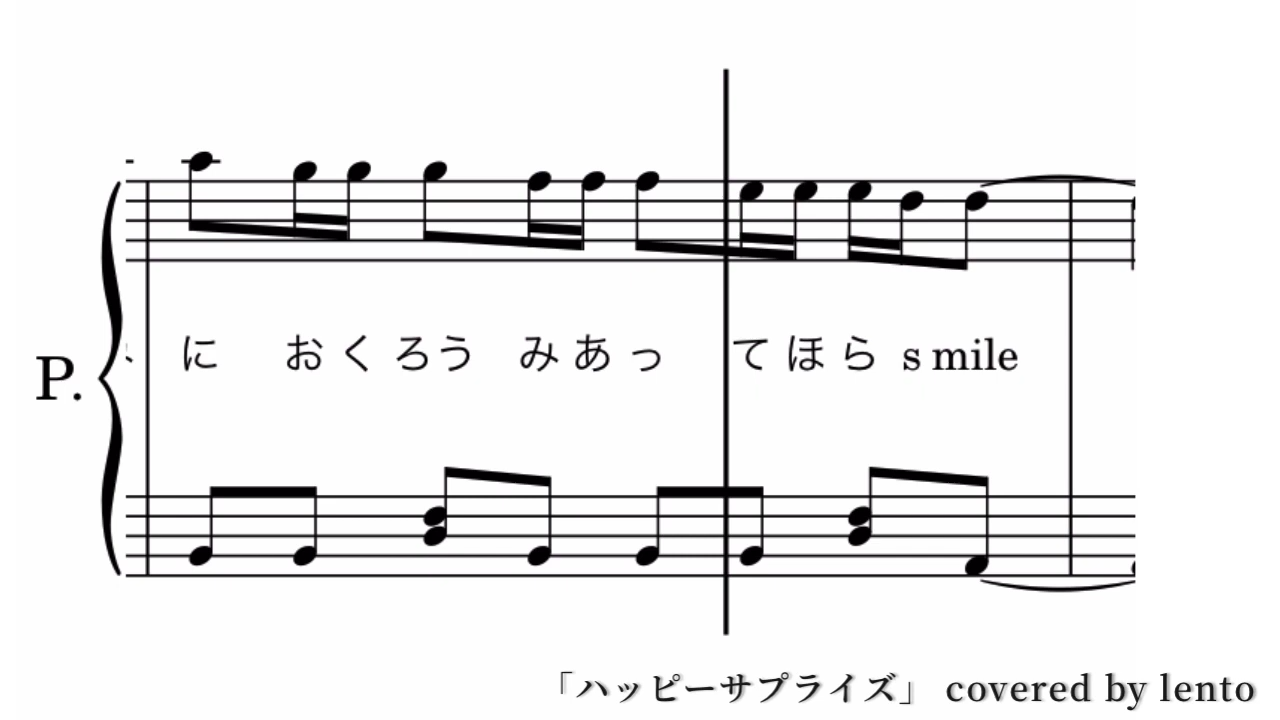 P.
に おくろう みあっ てほら smile
「ハッピーサプライズ」 covered by lento